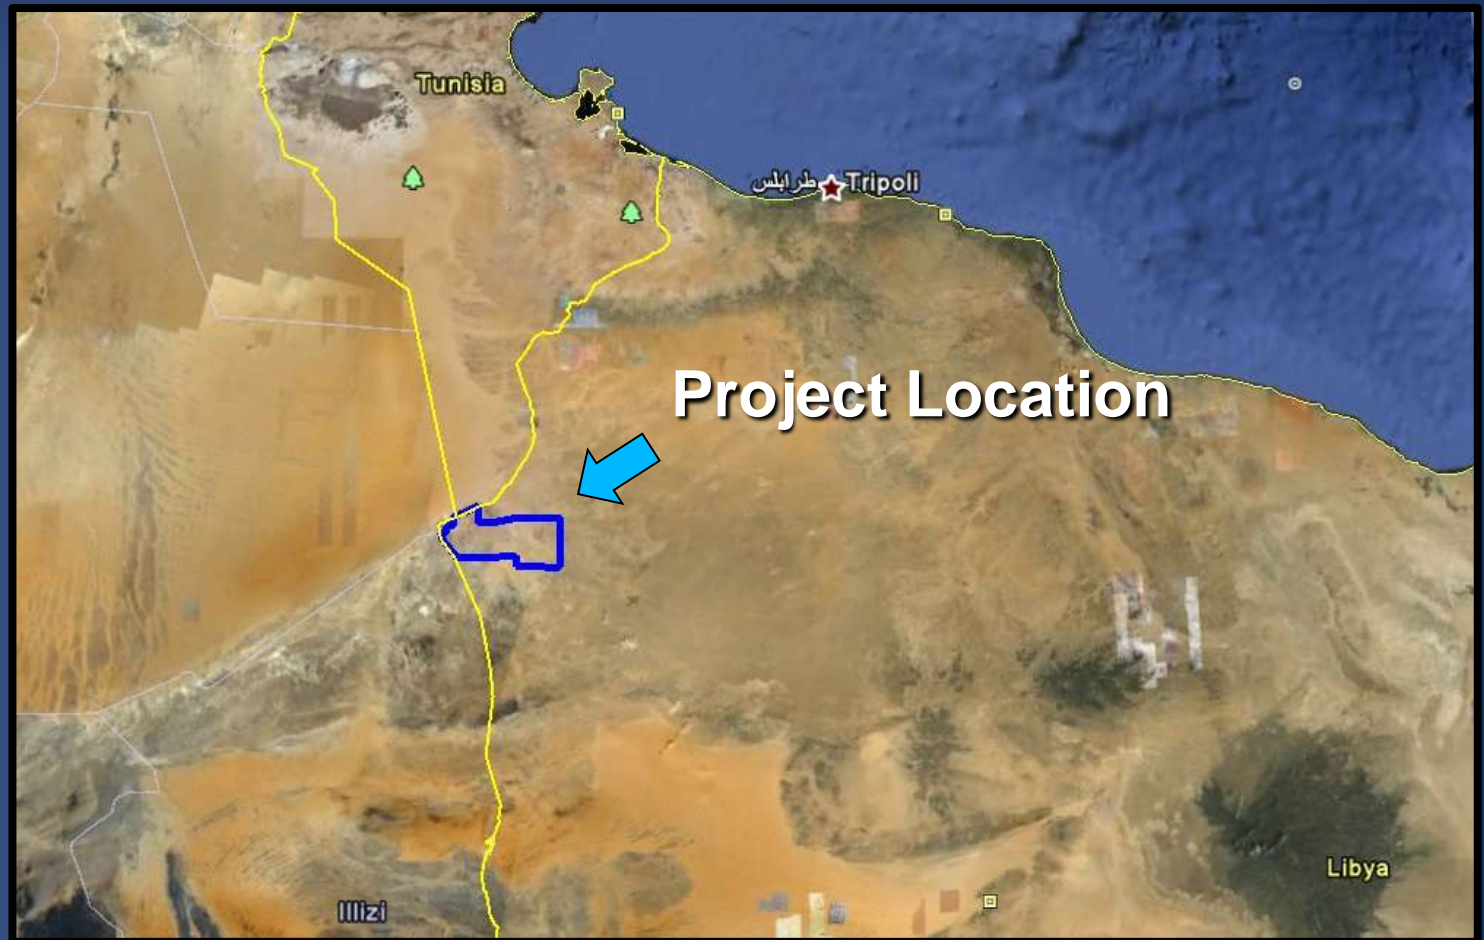 Tunisia
طرابلس Tripoli
Project Location
Libya
Illizi